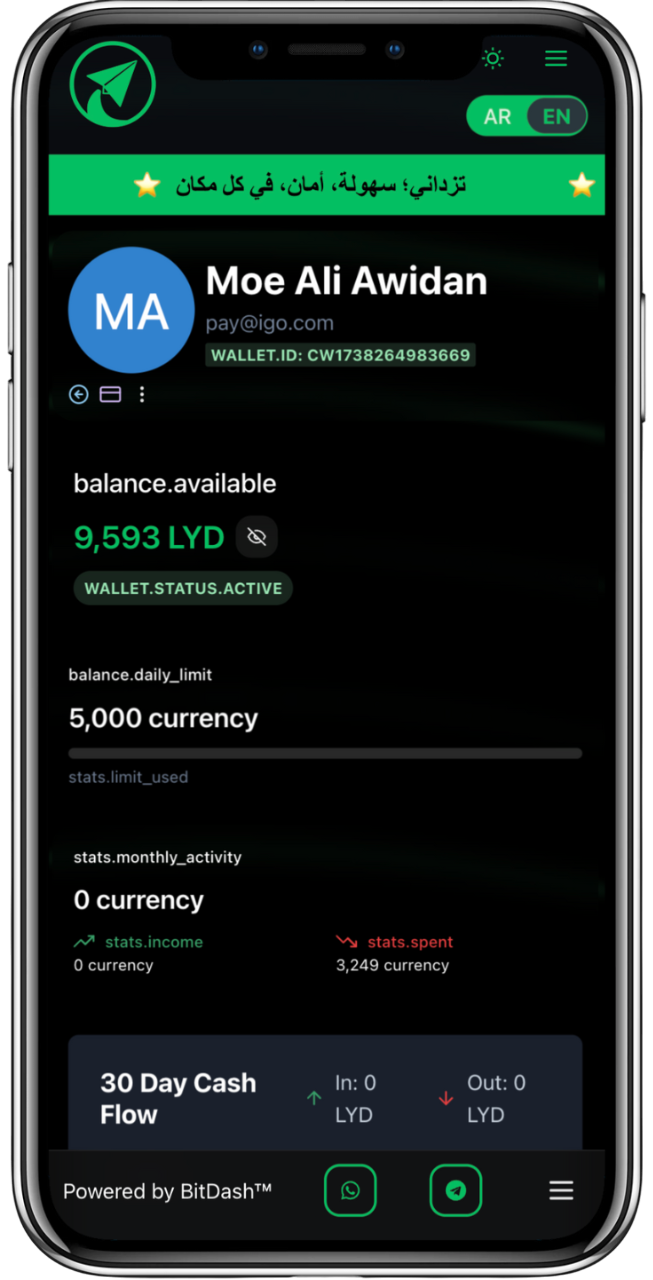 AR EN
⭐ تزداني؛ سهولة، أمان، في كل مكان ⭐
MA
Moe Ali Awidan
pay@igo.com
WALLET.ID: CW1738264983669
balance.available
9,593 LYD
WALLET.STATUS.ACTIVE
balance.daily_limit
5,000 currency
stats.limit_used
stats.monthly_activity
0 currency
stats.income
0 currency
stats.spent
3,249 currency
30 Day Cash
Flow
In: 0
LYD
Out: 0
LYD
Powered by BitDash™